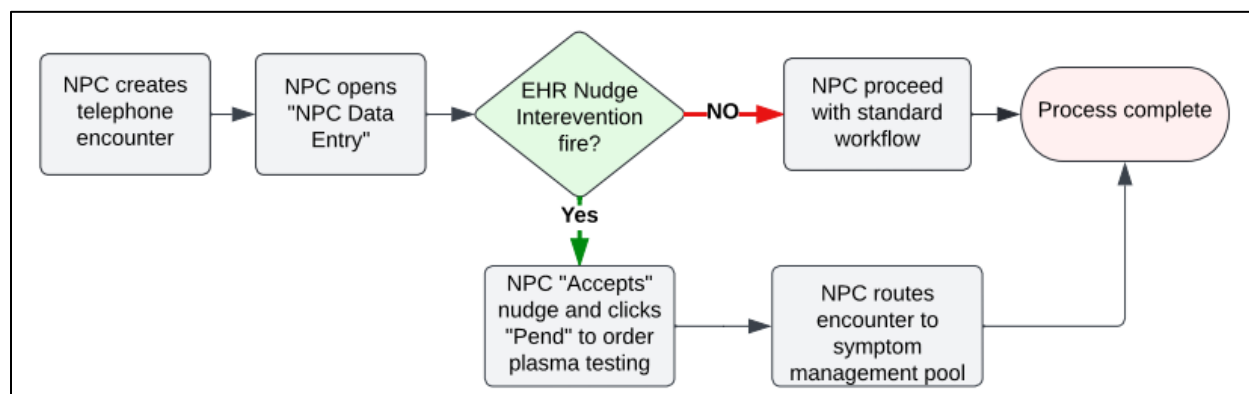 NPC creates
telephone
encounter
NPC opens
"NPC Data
Entry"
EHR Nudge
Interevention
fire?
NO
NPC proceed
with standard
workflow
Process complete
Yes
NPC "Accepts"
nudge and clicks
"Pend" to order
plasma testing
NPC routes
encounter to
symptom
management pool